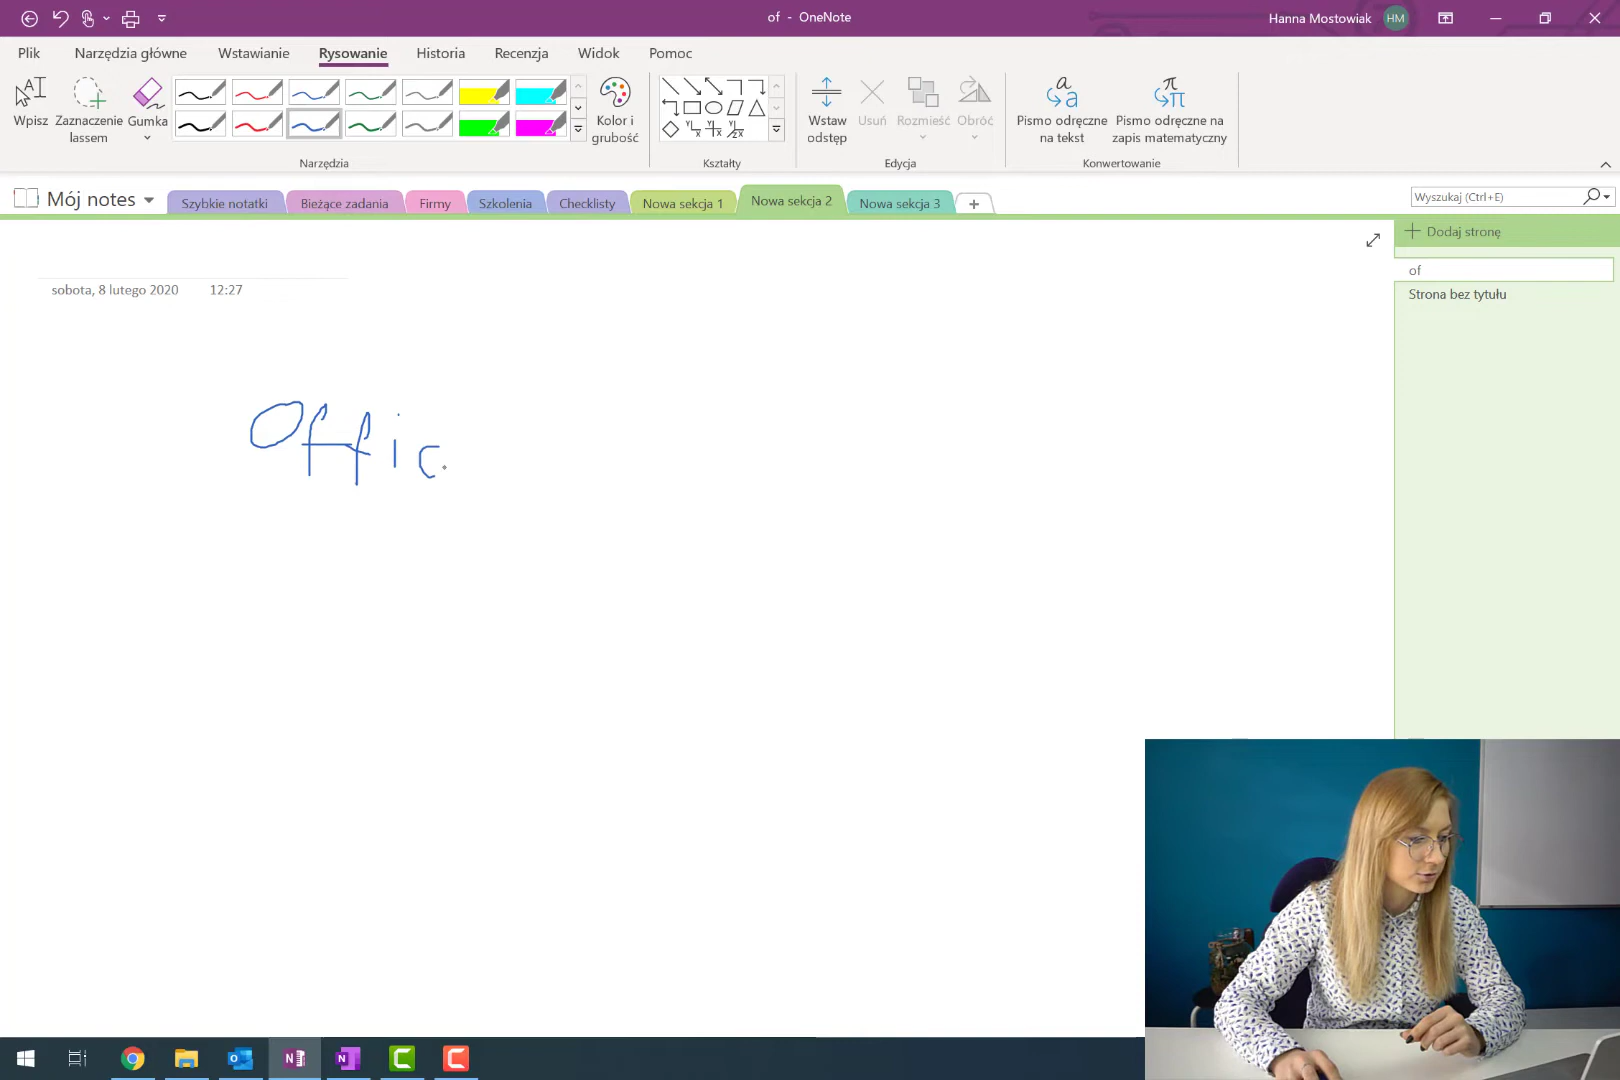 of - OneNote
Hanna Mostowiak HM
Plik Narzędzia główne Wstawianie Rysowanie Historia Recenzja Widok Pomoc
Wpisz
Zaznaczenie lassem
Gumka
Kolor i grubość
Wstaw odstęp
Usuń
Rozmieść
Obróć
Pismo odręczne na tekst
Pismo odręczne na zapis matematyczny
Narzędzia Kształty Edycja Konwertowanie
Mój notes Szybkie notatki Bieżące zadania Firmy Szkolenia Checklisty Nowa sekcja 1 Nowa sekcja 2 Nowa sekcja 3 Wyszukaj (Ctrl+E)
Dodaj stronę
of
Strona bez tytułu
sobota, 8 lutego 2020 12:27
Offic